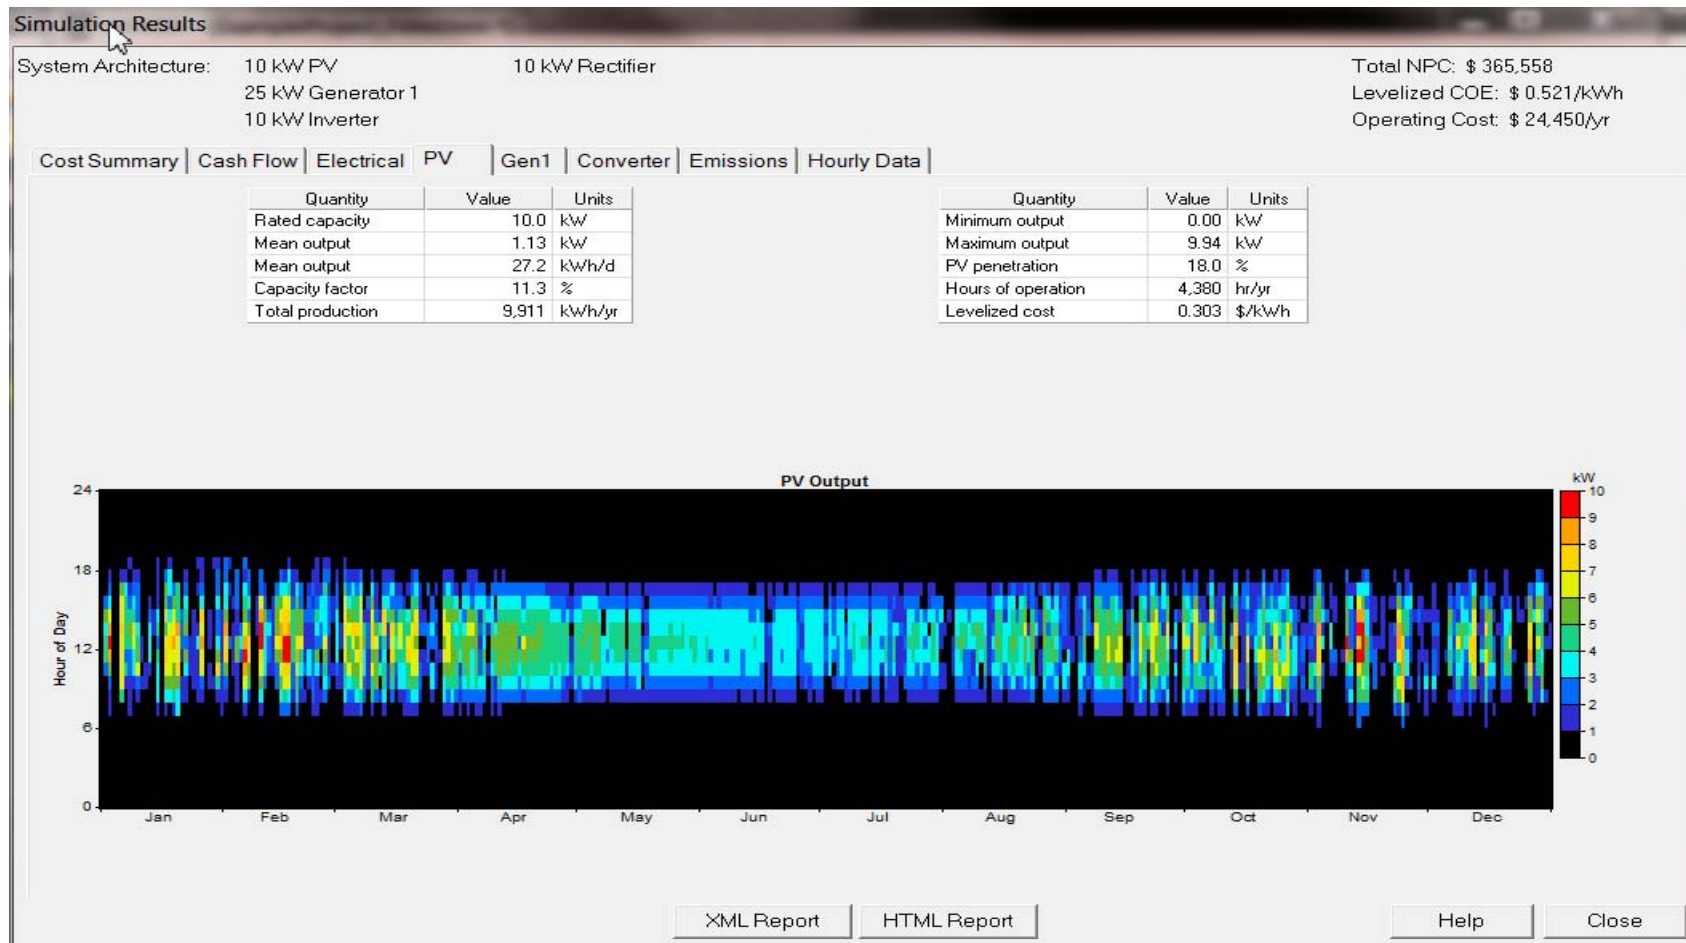 Simulation Results
System Architecture: 10 kW PV 10 kW Rectifier
25 kW Generator 1
10 kW Inverter
Total NPC: $ 365,558
Levelized COE: $ 0.521/kWh
Operating Cost: $ 24,450/yr
Cost Summary Cash Flow Electrical PV Gen1 Converter Emissions Hourly Data
Quantity Value Units
Rated capacity 10.0 kW
Mean output 1.13 kW
Mean output 27.2 kWh/d
Capacity factor 11.3 %
Total production 9,911 kWh/yr
Quantity Value Units
Minimum output 0.00 kW
Maximum output 9.94 kW
PV penetration 18.0 %
Hours of operation 4,380 hr/yr
Levelized cost 0.303 $/kWh
PV Output
kW
24
18
12
6
0
Hour of Day
10
9
8
7
6
5
4
3
2
1
0
Jan Feb Mar Apr May Jun Jul Aug Sep Oct Nov Dec
XML Report HTML Report Help Close